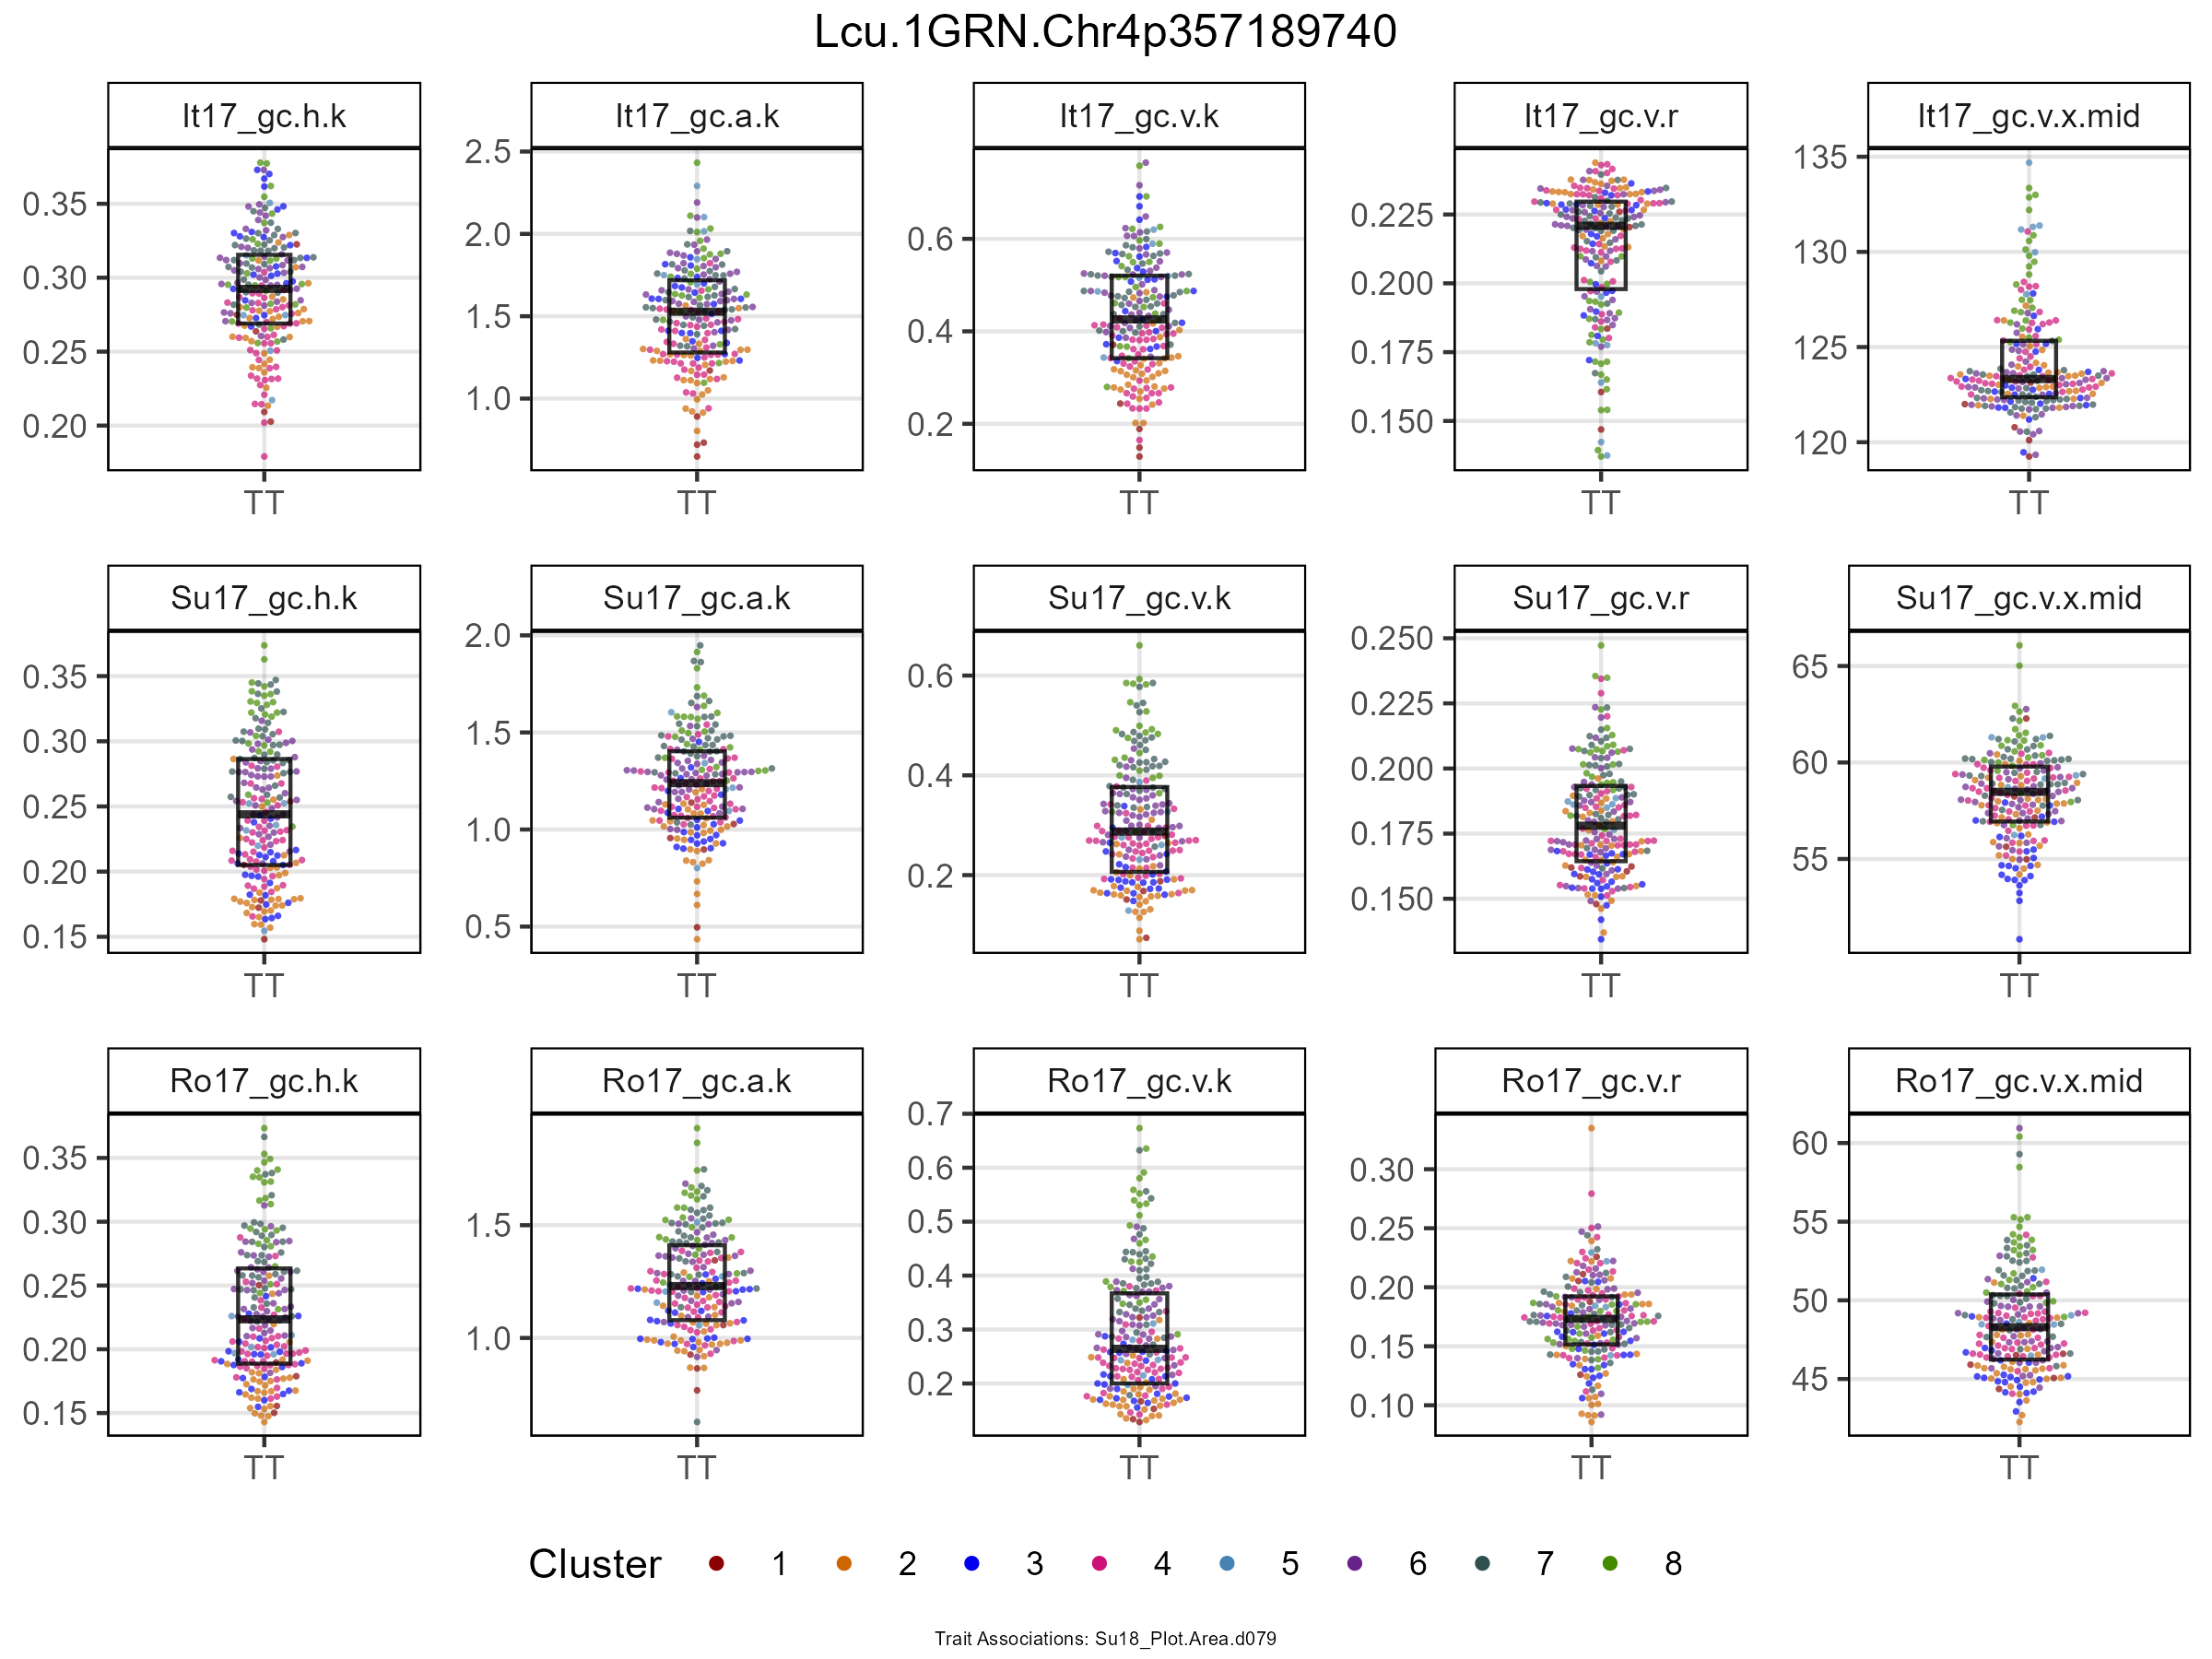 Lcu.1GRN.Chr4p357189740
It17_gc.h.k It17_gc.a.k It17_gc.v.k It17_gc.v.r It17_gc.v.x.mid
0.35
0.30
0.25
0.20
TT
2.5
2.0
1.5
1.0
TT
0.6
0.4
0.2
TT
0.225
0.200
0.175
0.150
TT
135
130
125
120
TT
Su17_gc.h.k Su17_gc.a.k Su17_gc.v.k Su17_gc.v.r Su17_gc.v.x.mid
0.35
0.30
0.25
0.20
0.15
TT
2.0
1.5
1.0
0.5
TT
0.6
0.4
0.2
TT
0.250
0.225
0.200
0.175
0.150
TT
65
60
55
TT
Ro17_gc.h.k Ro17_gc.a.k Ro17_gc.v.k Ro17_gc.v.r Ro17_gc.v.x.mid
0.35
0.30
0.25
0.20
0.15
TT
1.5
1.0
TT
0.7
0.6
0.5
0.4
0.3
0.2
TT
0.30
0.25
0.20
0.15
0.10
TT
60
55
50
45
TT
Cluster 1 2 3 4 5 6 7 8
Trait Associations: Su18_Plot.Area.d079